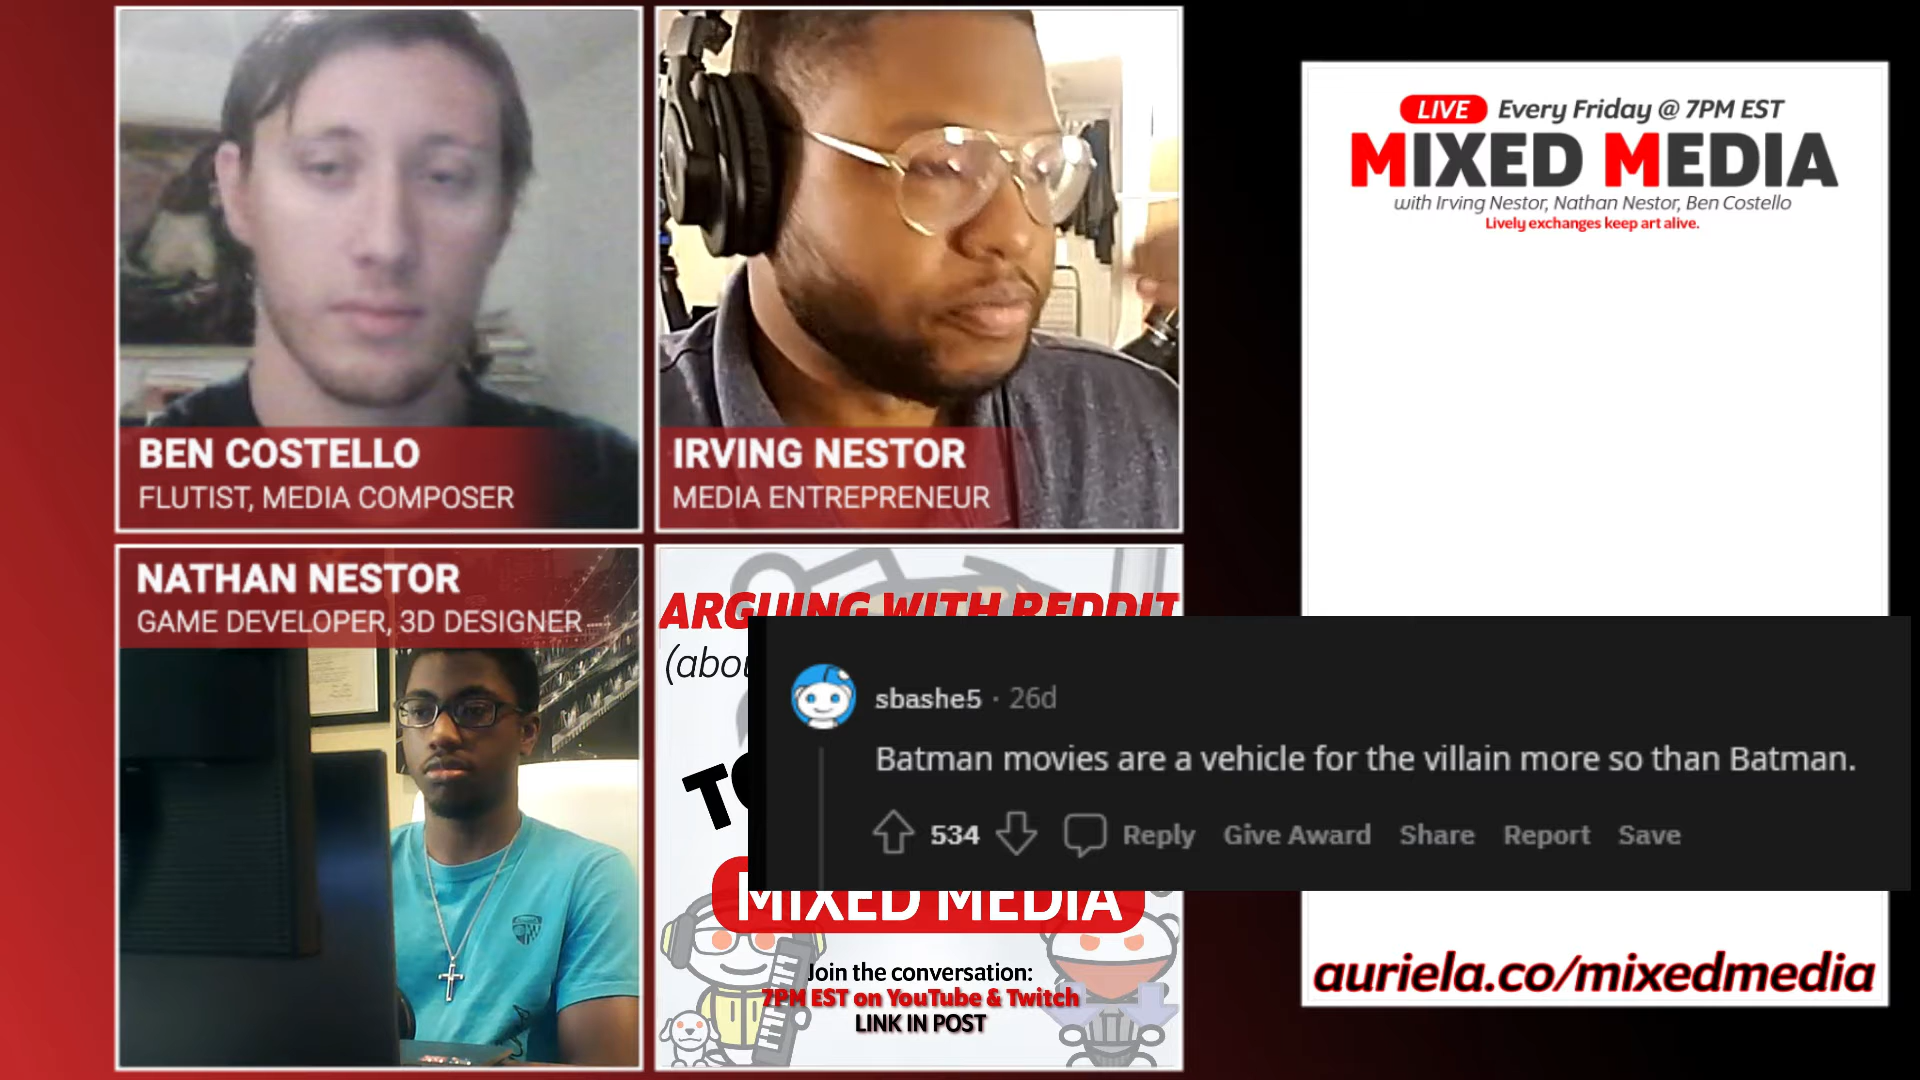 BEN COSTELLO
FLUTIST, MEDIA COMPOSER
IRVING NESTOR
MEDIA ENTREPRENEUR
NATHAN NESTOR
GAME DEVELOPER, 3D DESIGNER
ARGUING WITH REDDIT
MIXED MEDIA
Join the conversation:
7PM EST on YouTube & Twitch
LINK IN POST
LIVE Every Friday @ 7PM EST
MIXED MEDIA
with Irving Nestor, Nathan Nestor, Ben Costello
Lively exchanges keep art alive.
sbashe5 · 26d
Batman movies are a vehicle for the villain more so than Batman.
534 Reply Give Award Share Report Save
auriela.co/mixedmedia